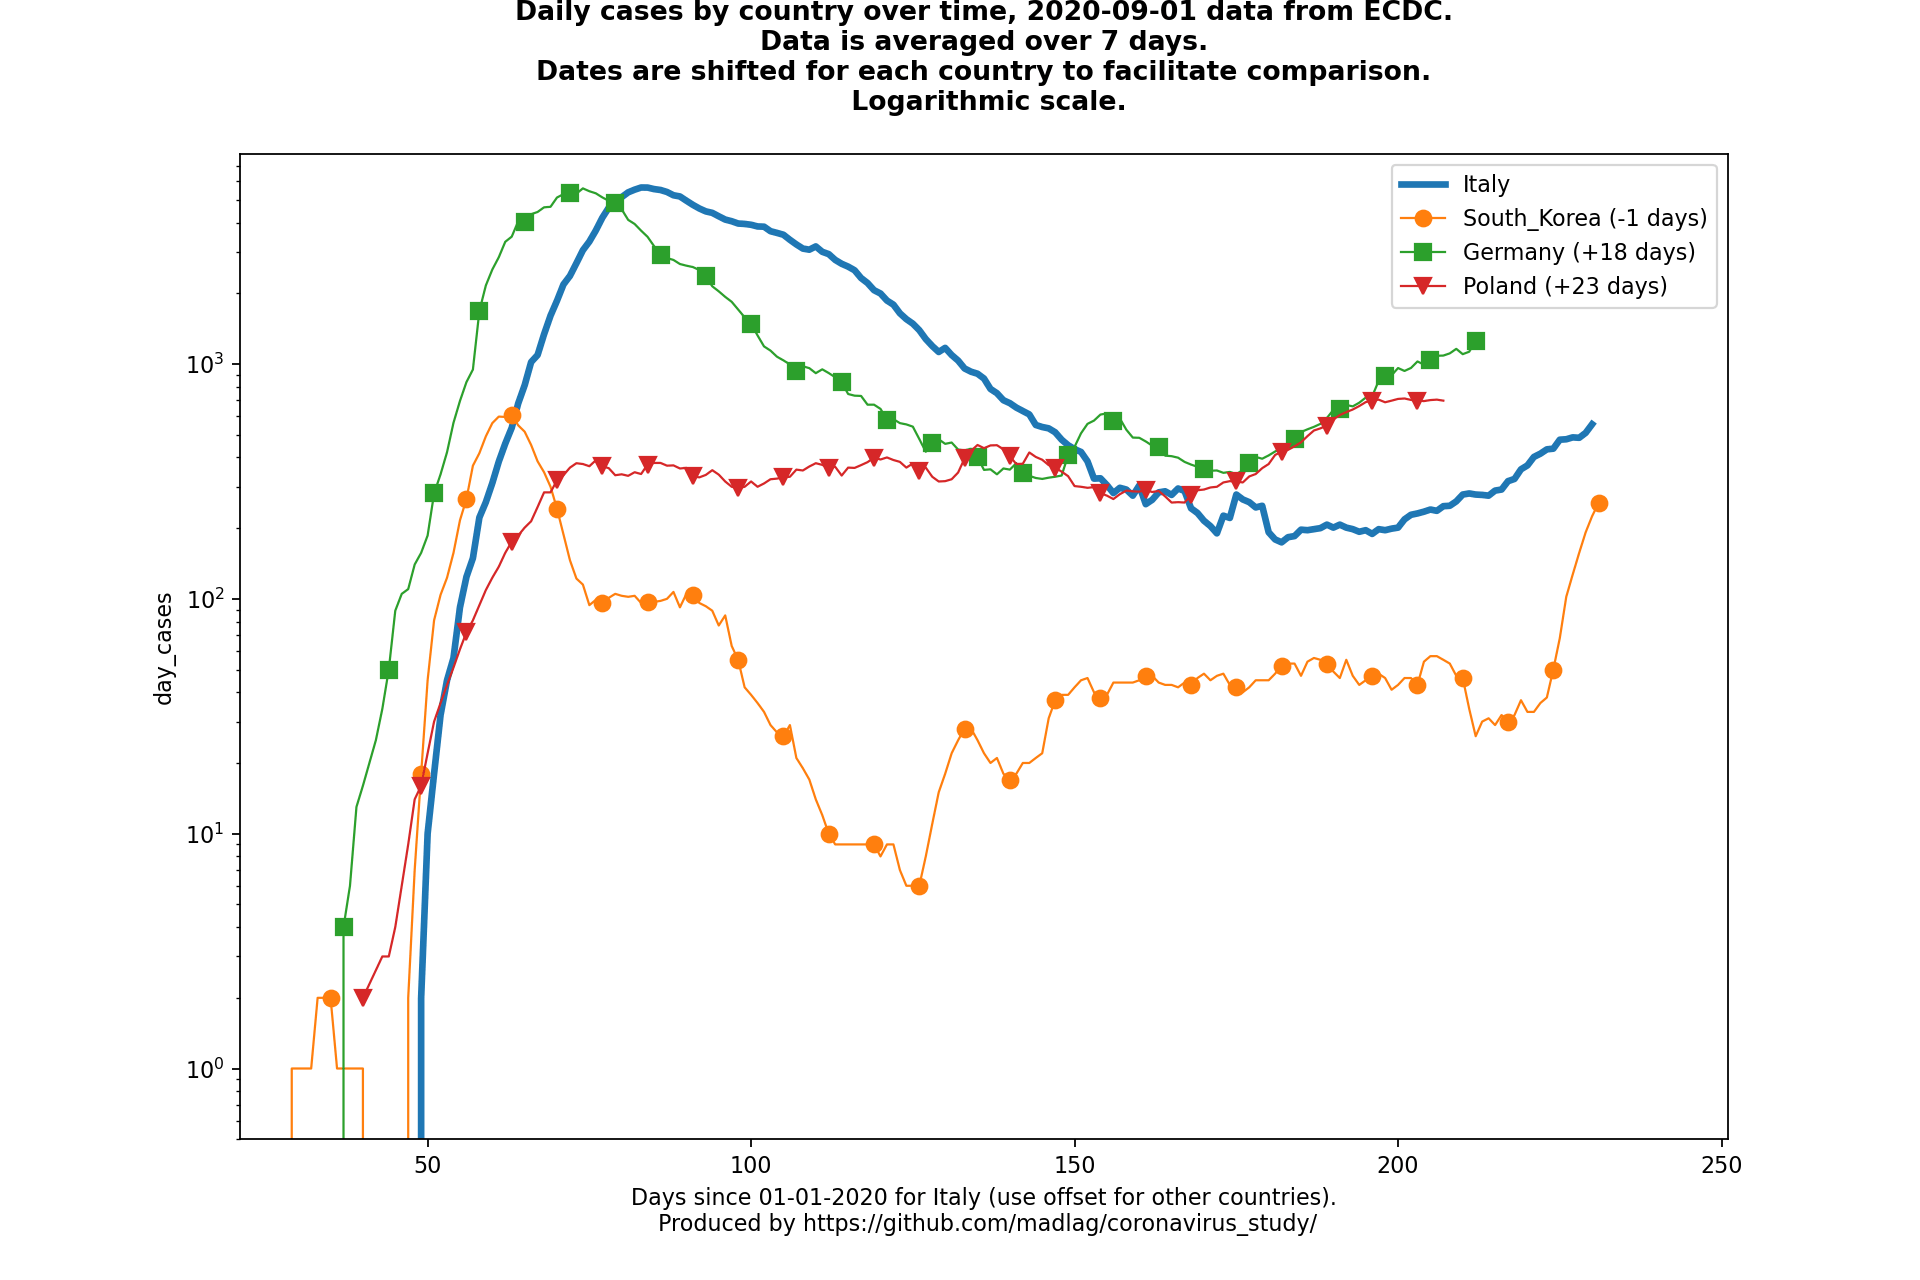 Daily cases by country over time, 2020-09-01 data from ECDC.
Data is averaged over 7 days.
Dates are shifted for each country to facilitate comparison.
Logarithmic scale.
Italy
South_Korea (-1 days)
Germany (+18 days)
Poland (+23 days)
day_cases
10³
10²
10¹
10⁰
50 100 150 200 250
Days since 01-01-2020 for Italy (use offset for other countries).
Produced by https://github.com/madlag/coronavirus_study/